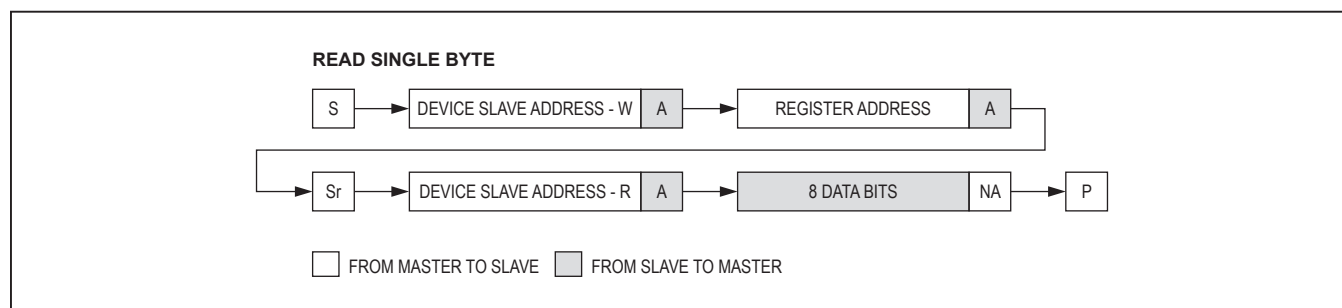 READ SINGLE BYTE
S DEVICE SLAVE ADDRESS - W A REGISTER ADDRESS A
Sr DEVICE SLAVE ADDRESS - R A 8 DATA BITS NA P
FROM MASTER TO SLAVE FROM SLAVE TO MASTER